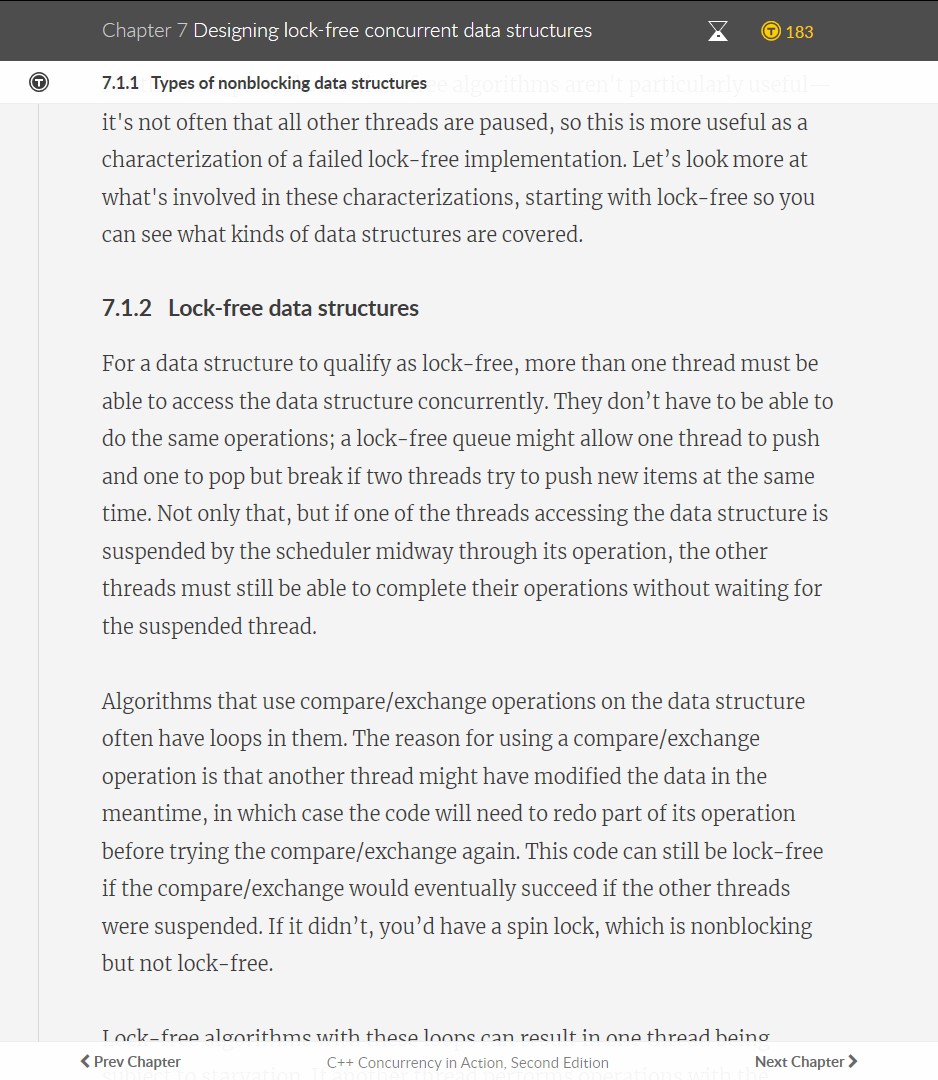 Chapter 7 Designing lock-free concurrent data structures
183
7.1.1 Types of nonblocking data structures
algorithms aren't particularly useful—
it's not often that all other threads are paused, so this is more useful as a
characterization of a failed lock-free implementation. Let’s look more at
what's involved in these characterizations, starting with lock-free so you
can see what kinds of data structures are covered.
7.1.2 Lock-free data structures
For a data structure to qualify as lock-free, more than one thread must be
able to access the data structure concurrently. They don’t have to be able to
do the same operations; a lock-free queue might allow one thread to push
and one to pop but break if two threads try to push new items at the same
time. Not only that, but if one of the threads accessing the data structure is
suspended by the scheduler midway through its operation, the other
threads must still be able to complete their operations without waiting for
the suspended thread.
Algorithms that use compare/exchange operations on the data structure
often have loops in them. The reason for using a compare/exchange
operation is that another thread might have modified the data in the
meantime, in which case the code will need to redo part of its operation
before trying the compare/exchange again. This code can still be lock-free
if the compare/exchange would eventually succeed if the other threads
were suspended. If it didn’t, you’d have a spin lock, which is nonblocking
but not lock-free.
Lock-free algorithms with these loops can result in one thread being
Prev Chapter
C++ Concurrency in Action, Second Edition
Next Chapter
subject to starvation. If another thread performs operations with the